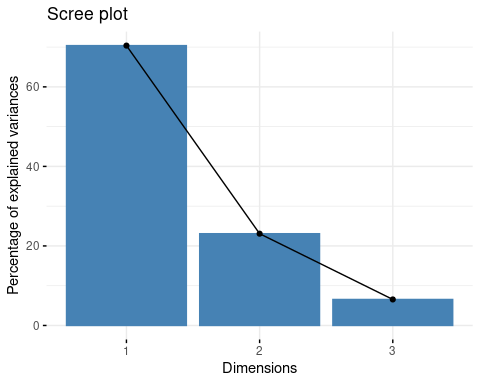 Scree plot
Percentage of explained variances
60
40
20
0
1 2 3
Dimensions